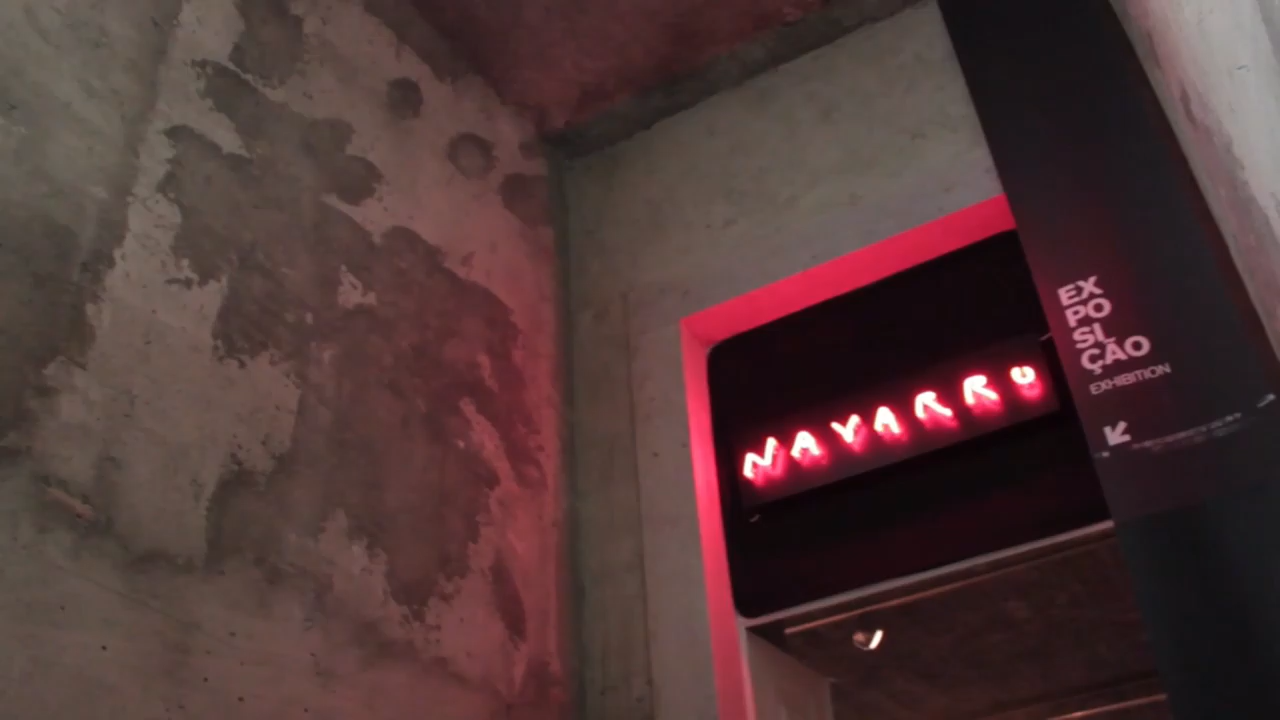 NAVARRO
EX
PO
SI
ÇÃO
EXHIBITION